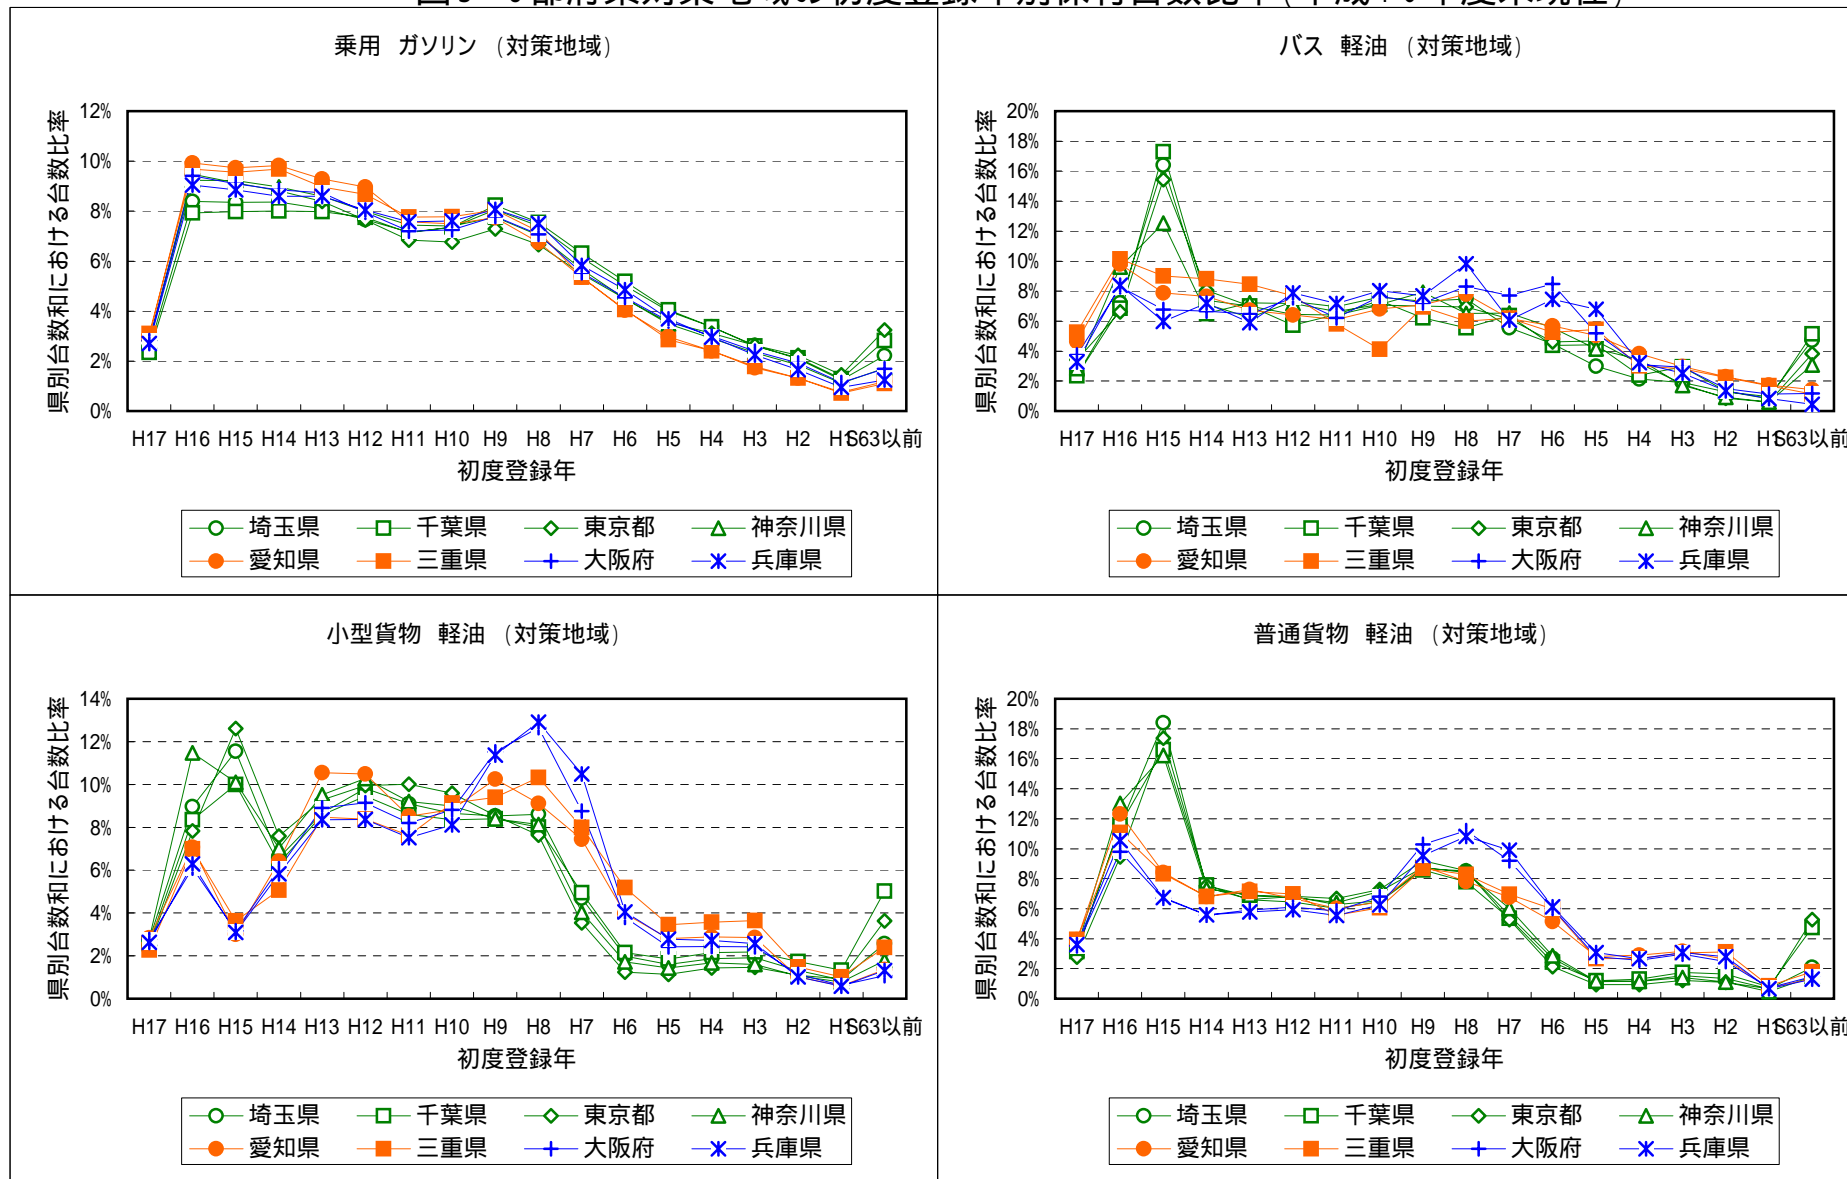 乗用 ガソリン (対策地域)
県別台数和における台数比率
12%
10%
8%
6%
4%
2%
0%
H17 H16 H15 H14 H13 H12 H11 H10 H9 H8 H7 H6 H5 H4 H3 H2 H1 S63以前
初度登録年
埼玉県 千葉県 東京都 神奈川県
愛知県 三重県 大阪府 兵庫県
バス 軽油 (対策地域)
県別台数和における台数比率
20%
18%
16%
14%
12%
10%
8%
6%
4%
2%
0%
H17 H16 H15 H14 H13 H12 H11 H10 H9 H8 H7 H6 H5 H4 H3 H2 H1 S63以前
初度登録年
埼玉県 千葉県 東京都 神奈川県
愛知県 三重県 大阪府 兵庫県
小型貨物 軽油 (対策地域)
県別台数和における台数比率
14%
12%
10%
8%
6%
4%
2%
0%
H17 H16 H15 H14 H13 H12 H11 H10 H9 H8 H7 H6 H5 H4 H3 H2 H1 S63以前
初度登録年
埼玉県 千葉県 東京都 神奈川県
愛知県 三重県 大阪府 兵庫県
普通貨物 軽油 (対策地域)
県別台数和における台数比率
20%
18%
16%
14%
12%
10%
8%
6%
4%
2%
0%
H17 H16 H15 H14 H13 H12 H11 H10 H9 H8 H7 H6 H5 H4 H3 H2 H1 S63以前
初度登録年
埼玉県 千葉県 東京都 神奈川県
愛知県 三重県 大阪府 兵庫県